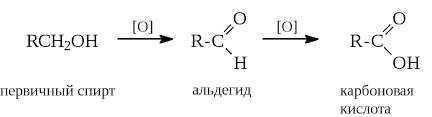 [O] O [O] O
RCH₂OH R-C R-C
H OH
первичный спирт альдегид карбоновая
кислота